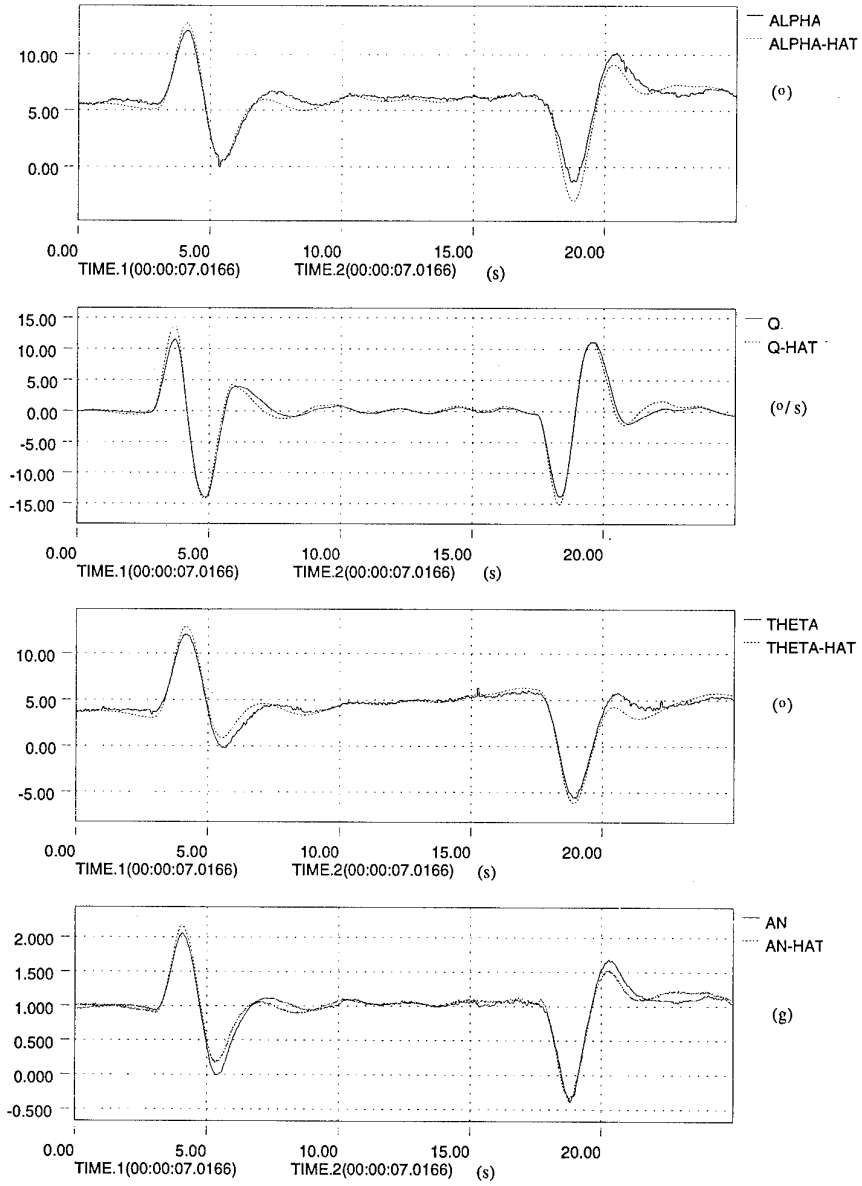 ALPHA
ALPHA-HAT
10.00
5.00
0.00
(o)
0.00 5.00 10.00 15.00 20.00
TIME.1(00:00:07.0166) TIME.2(00:00:07.0166) (s)
15.00
10.00
5.00
0.00
-5.00
-10.00
-15.00
Q.
Q-HAT
(o/s)
0.00 5.00 10.00 15.00 20.00
TIME.1(00:00:07.0166) TIME.2(00:00:07.0166) (s)
THETA
THETA-HAT
10.00
5.00
0.00
-5.00
(o)
0.00 5.00 10.00 15.00 20.00
TIME.1(00:00:07.0166) TIME.2(00:00:07.0166) (s)
AN
AN-HAT
2.000
1.500
1.000
0.500
0.000
-0.500
(g)
0.00 5.00 10.00 15.00 20.00
TIME.1(00:00:07.0166) TIME.2(00:00:07.0166) (s)